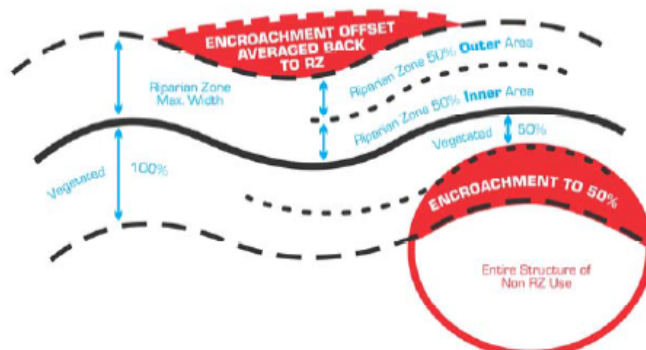 ENCROACHMENT OFFSET
AVERAGED BACK
TO RZ
Riparian Zone
Max. Width
Riparian Zone 50% Outer Area
Riparian Zone 50% Inner Area
Vegetated 100%
Vegetated 50%
ENCROACHMENT TO 50%
Entire Structure of
Non RZ Use